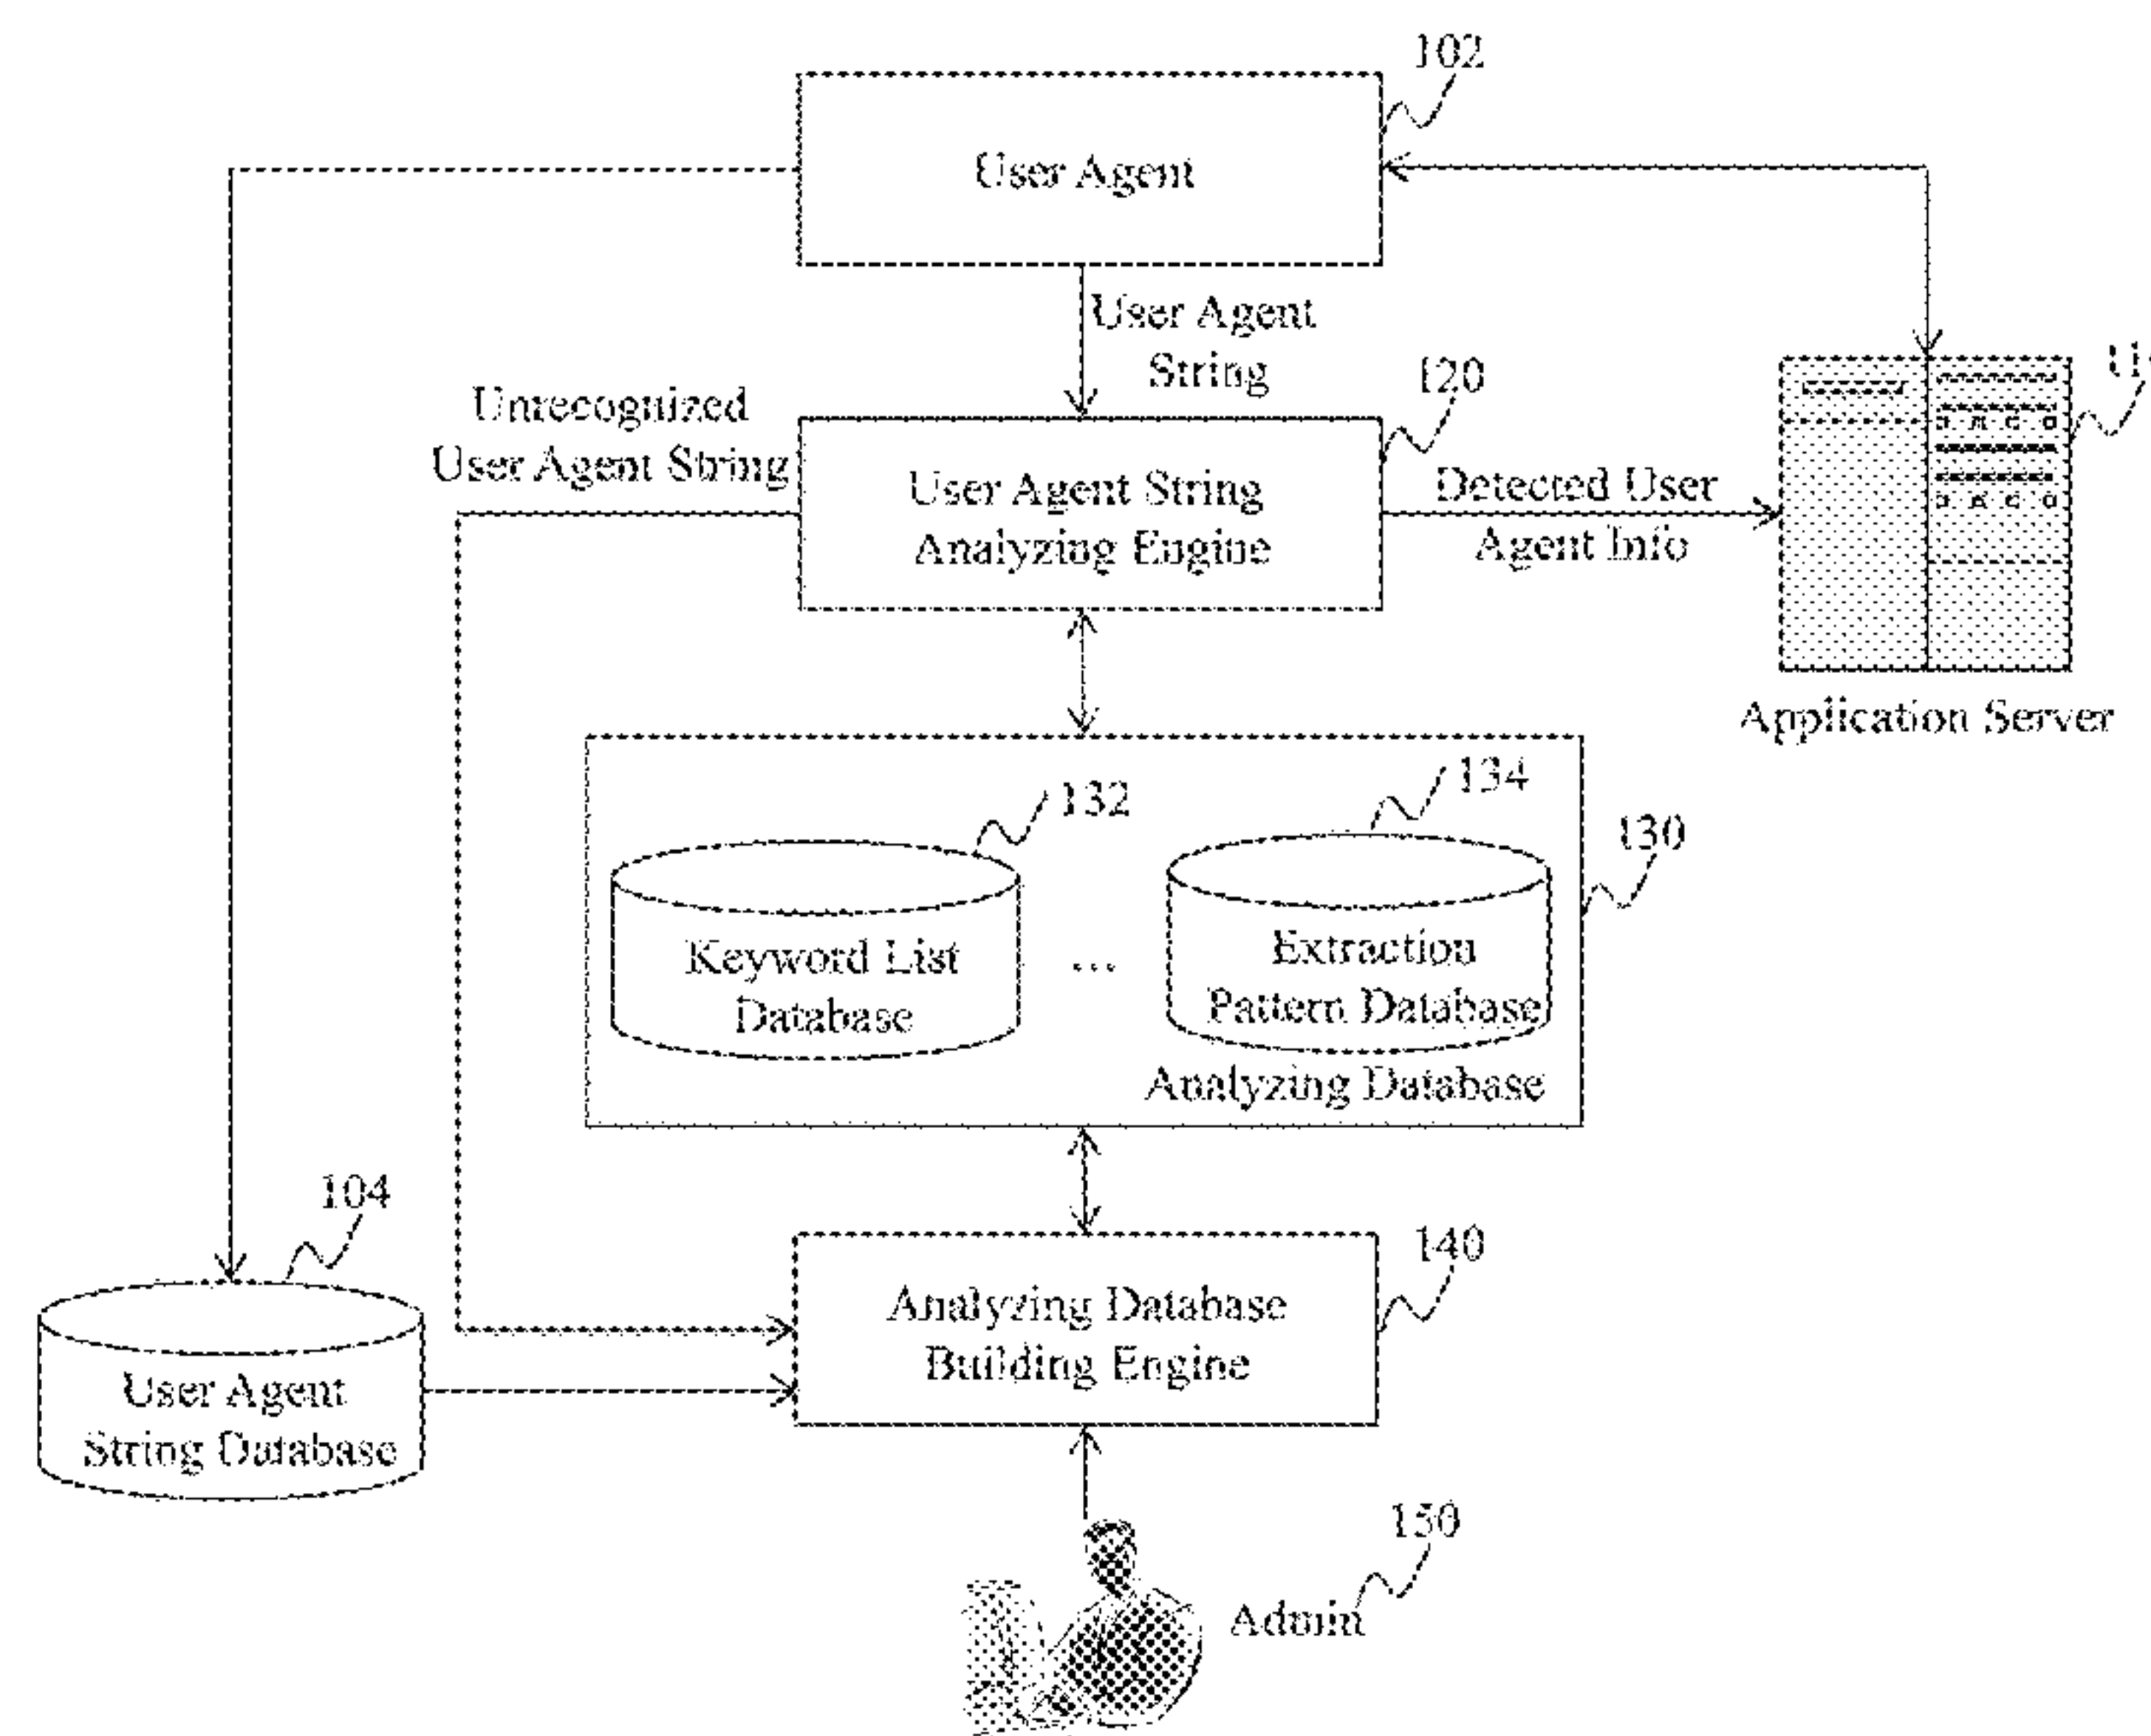 102
User Agent
User Agent
String
Unrecognized
User Agent String
120
User Agent String
Analyzing Engine
Detected User
Agent Info
Application Server
132
134
130
Keyword List
Database
...
Extraction
Pattern Database
Analyzing Database
104
User Agent
String Database
140
Analyzing Database
Building Engine
150
Admin